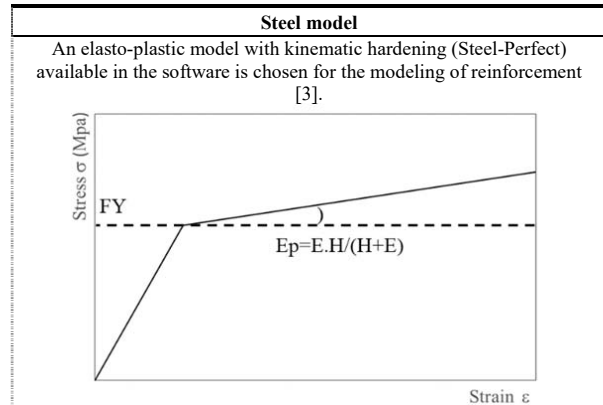 Steel model
An elasto-plastic model with kinematic hardening (Steel-Perfect)
available in the software is chosen for the modeling of reinforcement
[3].
Stress σ (Mpa)
FY
Ep=E.H/(H+E)
Strain ε